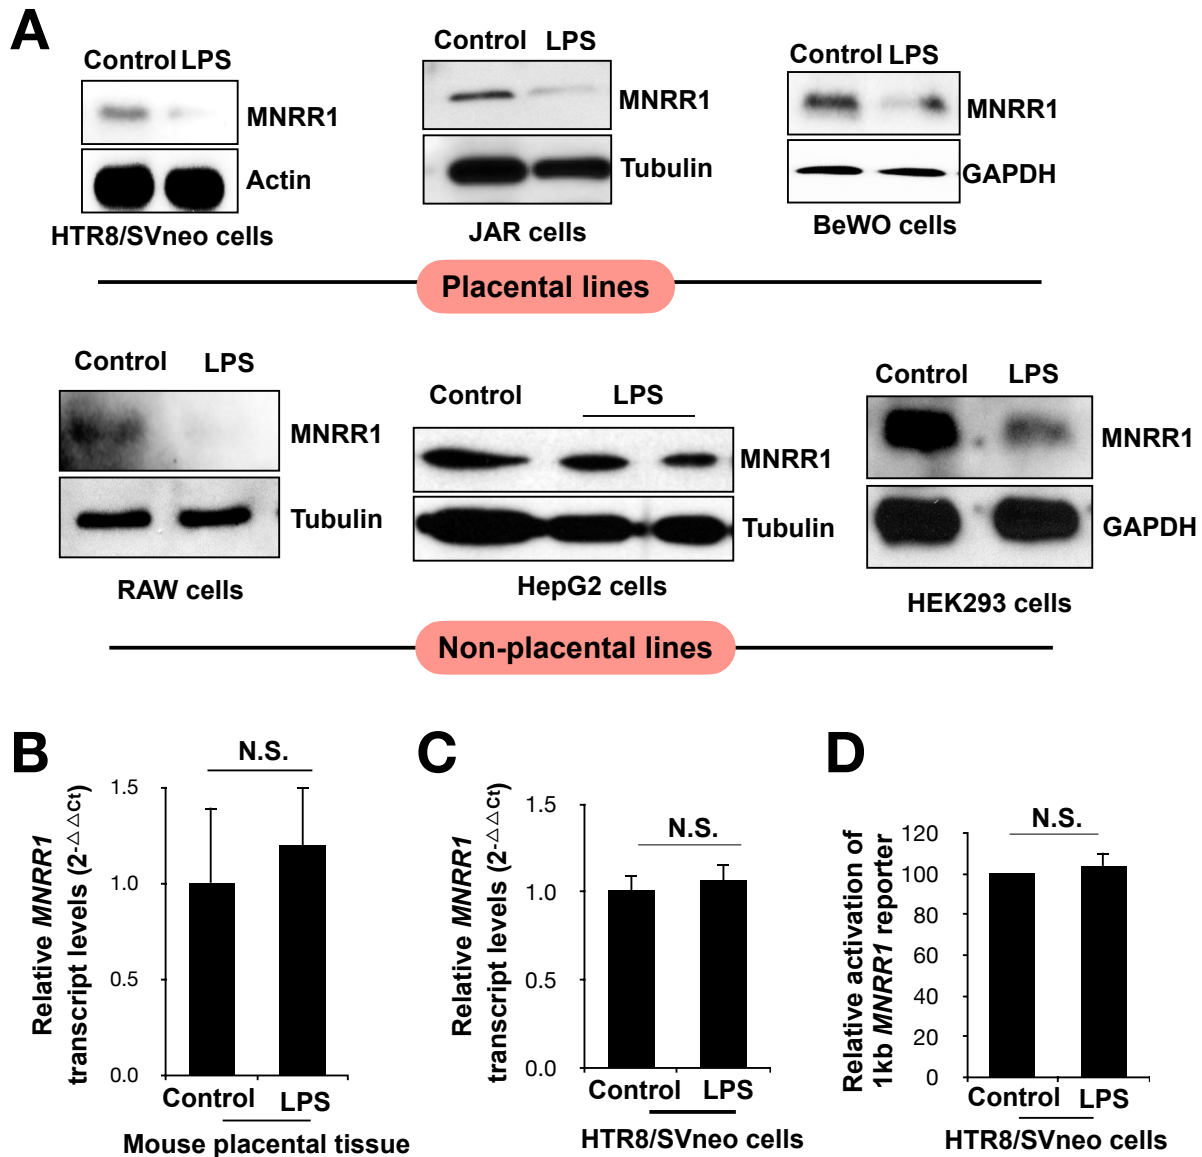 A
Control LPS
MNRR1
Actin
HTR8/SVneo cells
Control LPS
MNRR1
Tubulin
JAR cells
Control LPS
MNRR1
GAPDH
BeWO cells
Placental lines
Control LPS
MNRR1
Tubulin
RAW cells
Control LPS
MNRR1
Tubulin
HepG2 cells
Control LPS
MNRR1
GAPDH
HEK293 cells
Non-placental lines
B
Relative MNRR1
transcript levels (2-△△Ct)
N.S.
1.5
1.0
0.5
0.0
Control LPS
Mouse placental tissue
C
Relative MNRR1
transcript levels (2-△△Ct)
N.S.
1.5
1.0
0.5
0.0
Control LPS
HTR8/SVneo cells
D
Relative activation of
1kb MNRR1 reporter
N.S.
120
100
80
60
40
20
0
Control LPS
HTR8/SVneo cells